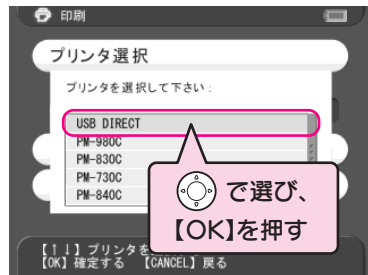 印刷
プリンタ選択
プリンタを選択して下さい:
USB DIRECT
PM-980C
PM-830C
PM-730C
PM-840C
で選び、
【OK】を押す
【↑↓】プリンタを
【OK】確定する 【CANCEL】戻る